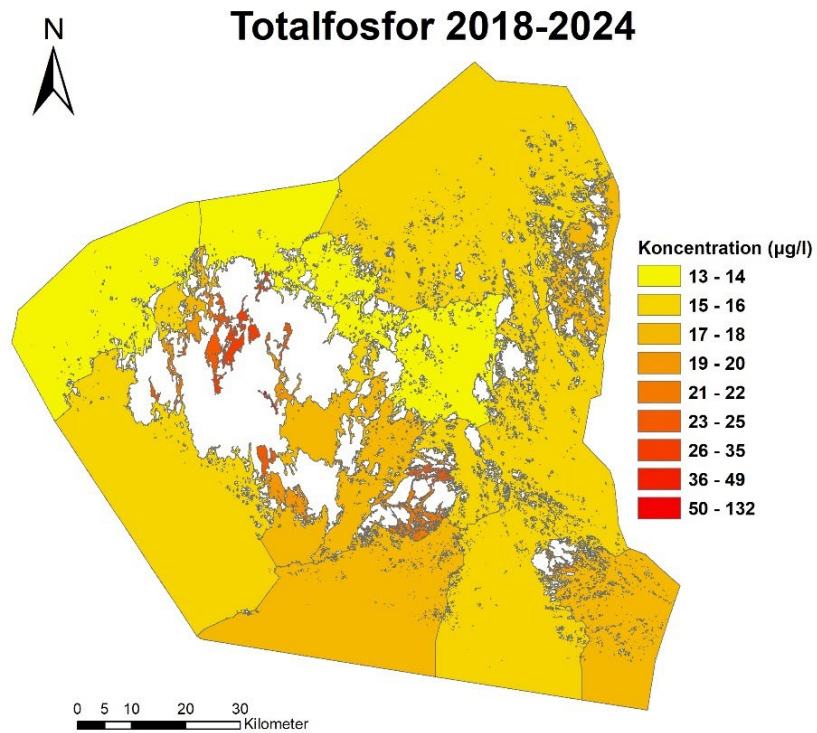 Totalfosfor 2018-2024
N
Koncentration (µg/l)
13 - 14
15 - 16
17 - 18
19 - 20
21 - 22
23 - 25
26 - 35
36 - 49
50 - 132
0 5 10 20 30
Kilometer